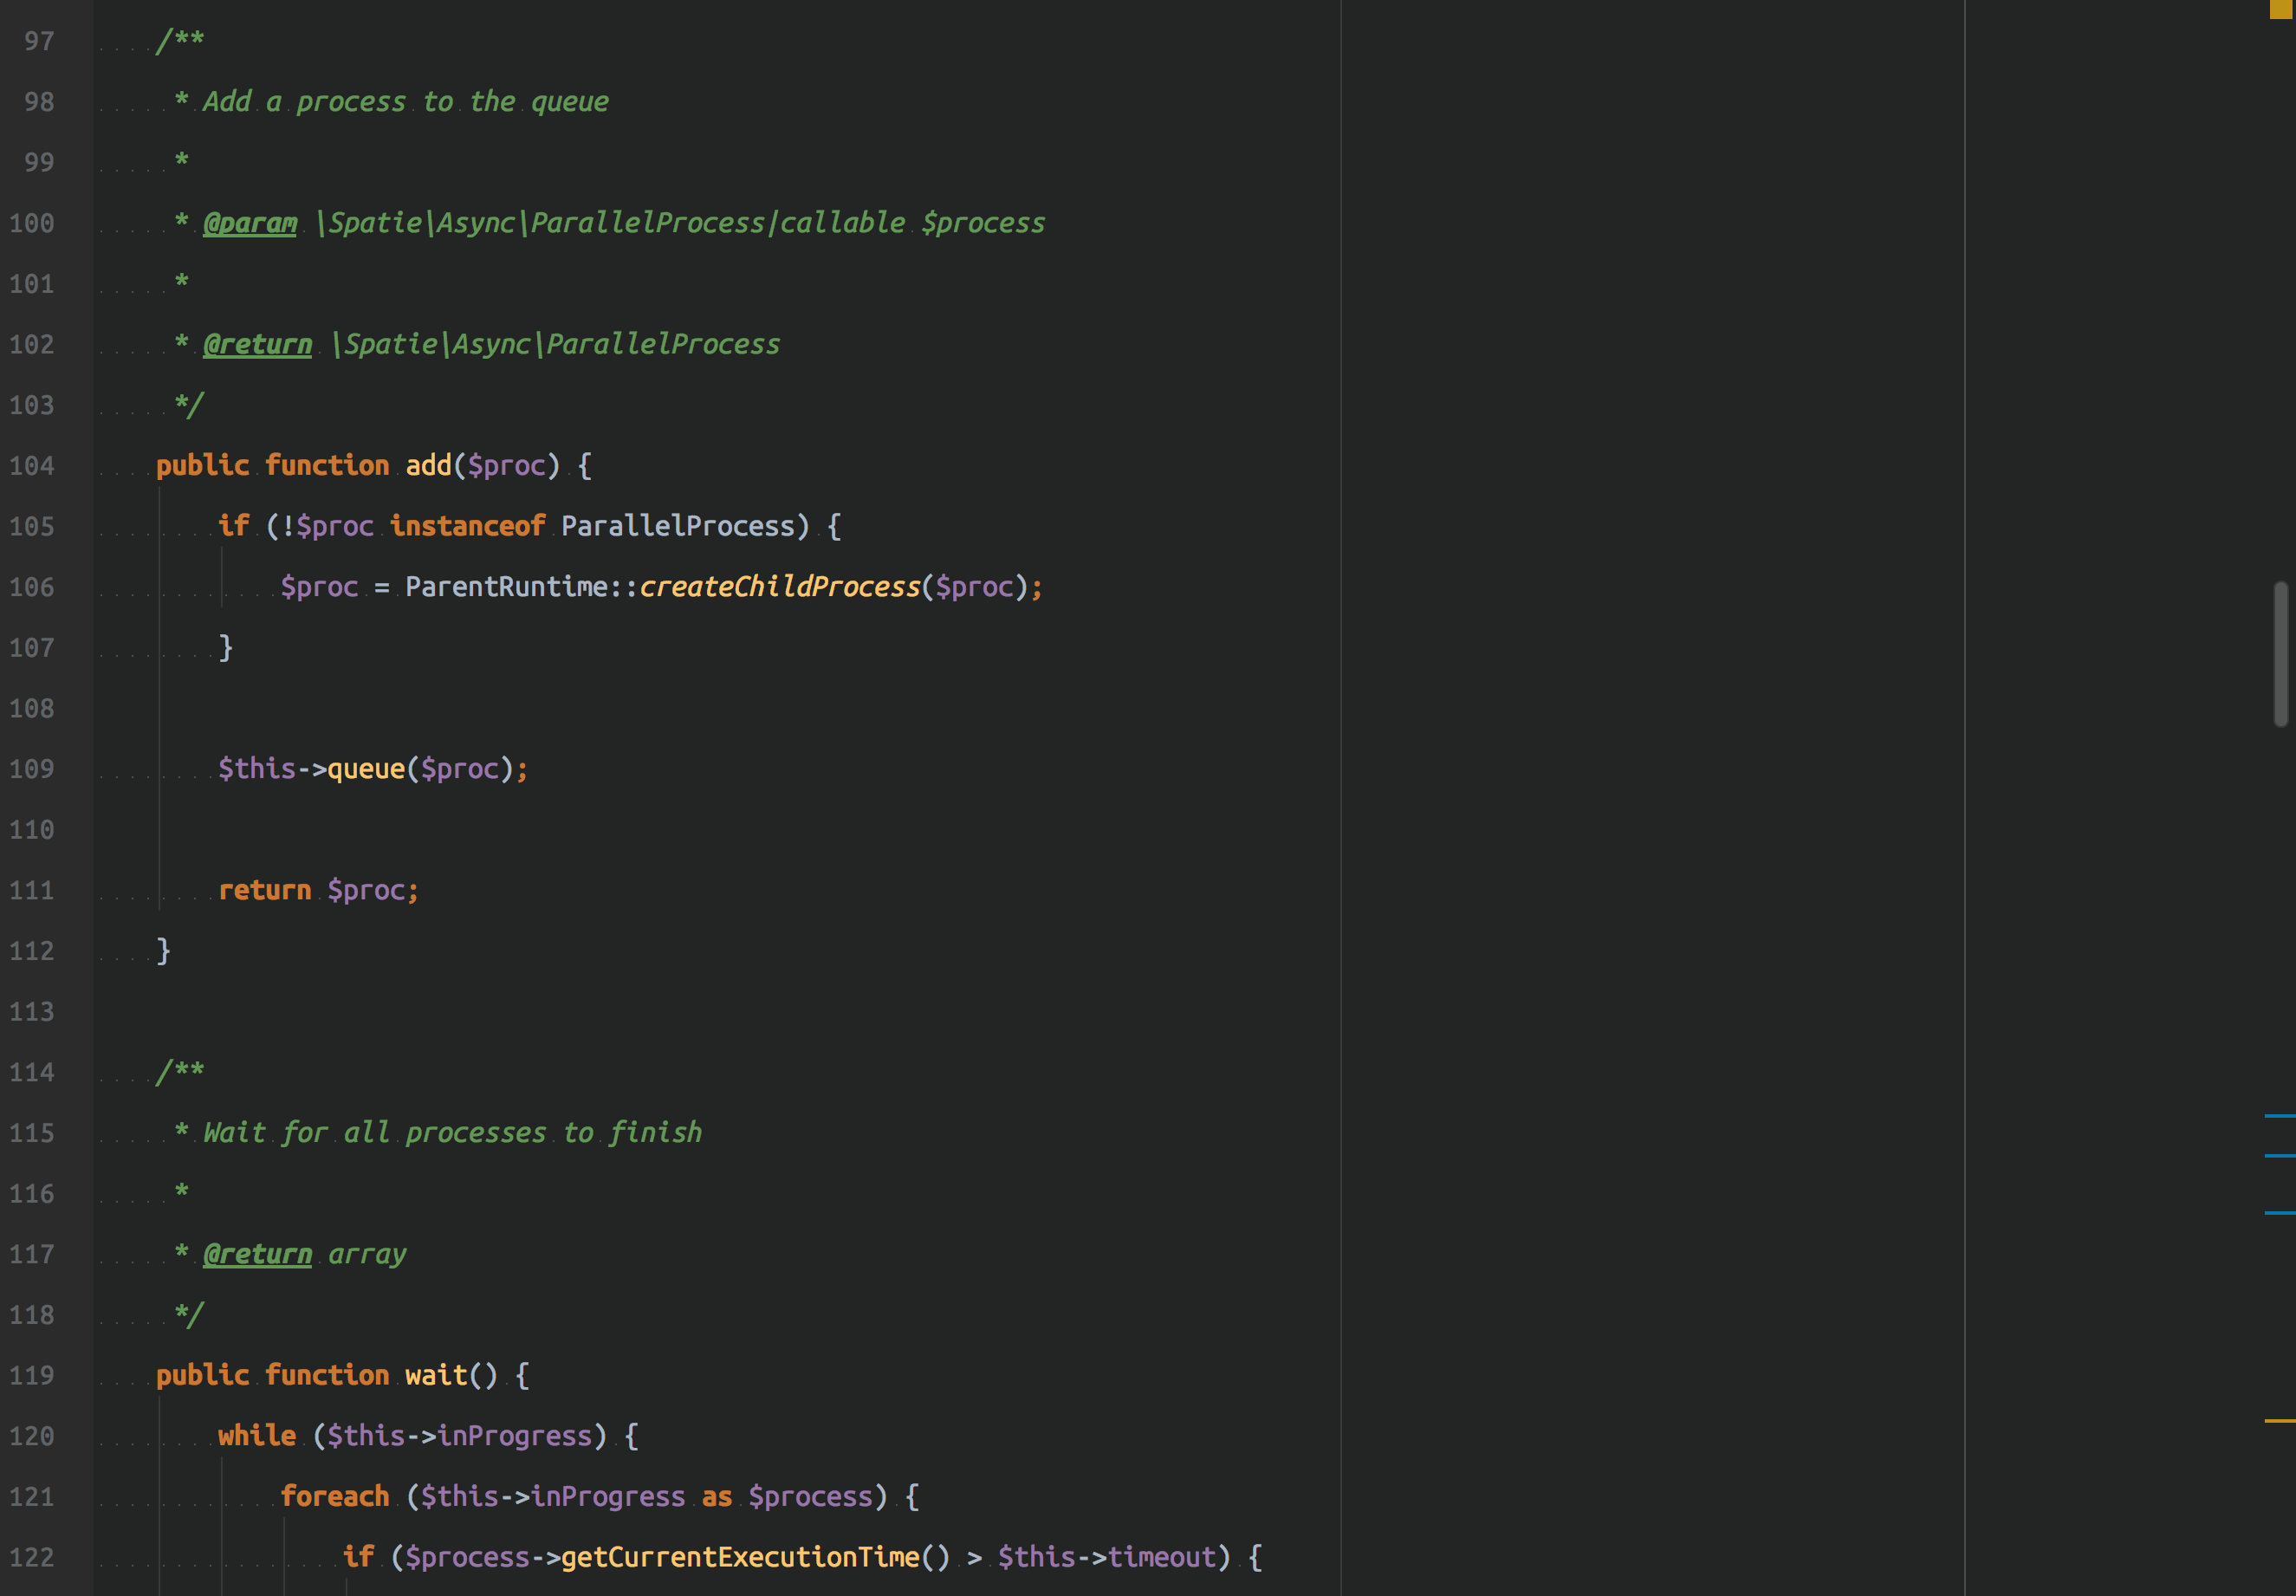 97 /**
98 * Add a process to the queue
99 *
100 * @param \Spatie\Async\ParallelProcess|callable $process
101 *
102 * @return \Spatie\Async\ParallelProcess
103 */
104 public function add($proc) {
105 if (!$proc instanceof ParallelProcess) {
106 $proc = ParentRuntime::createChildProcess($proc);
107 }
108
109 $this->queue($proc);
110
111 return $proc;
112 }
113
114 /**
115 * Wait for all processes to finish
116 *
117 * @return array
118 */
119 public function wait() {
120 while ($this->inProgress) {
121 foreach ($this->inProgress as $process) {
122 if ($process->getCurrentExecutionTime() > $this->timeout) {